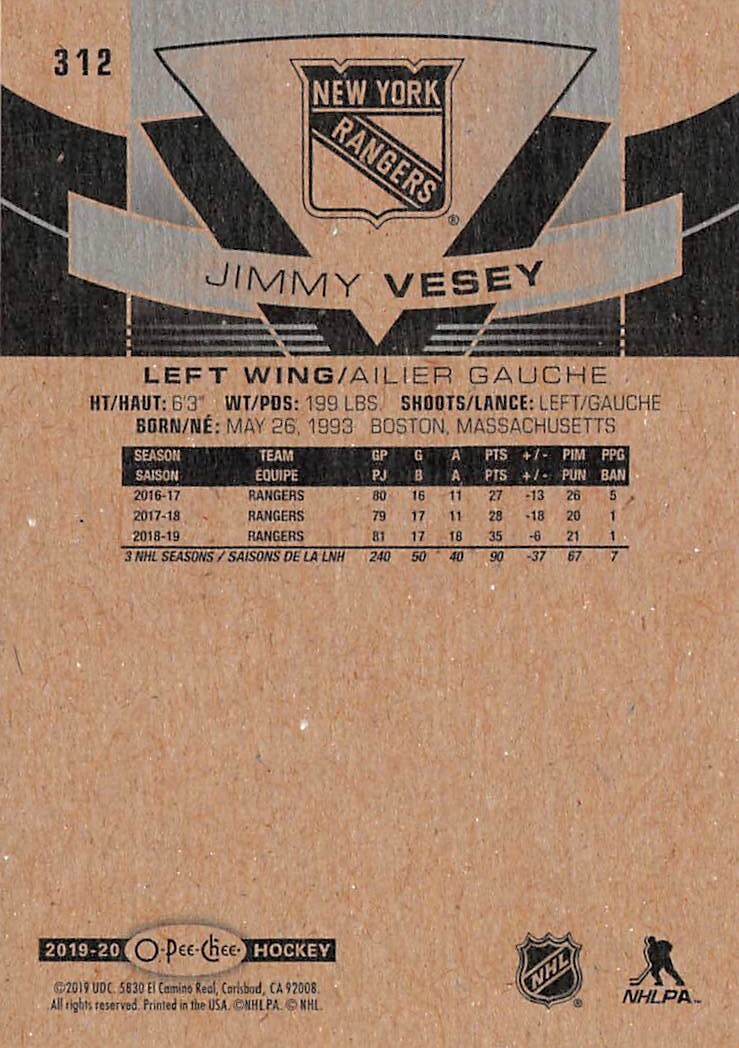 312
NEW YORK
RANGERS
®
JIMMY VESEY
LEFT WING/AILIER GAUCHE
HT/HAUT: 6'3" WT/PDS: 199 LBS SHOOTS/LANCE: LEFT/GAUCHE
BORN/NÉ: MAY 26, 1993 BOSTON, MASSACHUSETTS
SEASON TEAM GP G A PTS +/- PIM PPG
SAISON ÉQUIPE PJ B A PTS +/- PUN BAN
2016-17 RANGERS 80 16 11 27 -13 26 5
2017-18 RANGERS 79 17 11 28 -18 20 1
2018-19 RANGERS 81 17 18 35 -6 21 1
3 NHL SEASONS / SAISONS DE LA LNH 240 50 40 90 -37 67 7
2019-20 O-Pee-Chee® HOCKEY
©2019 UDC. 5830 El Camino Real, Carlsbad, CA 92008.
All rights reserved. Printed in the USA. ©NHLPA. © NHL.
NHL ®
NHLPA™